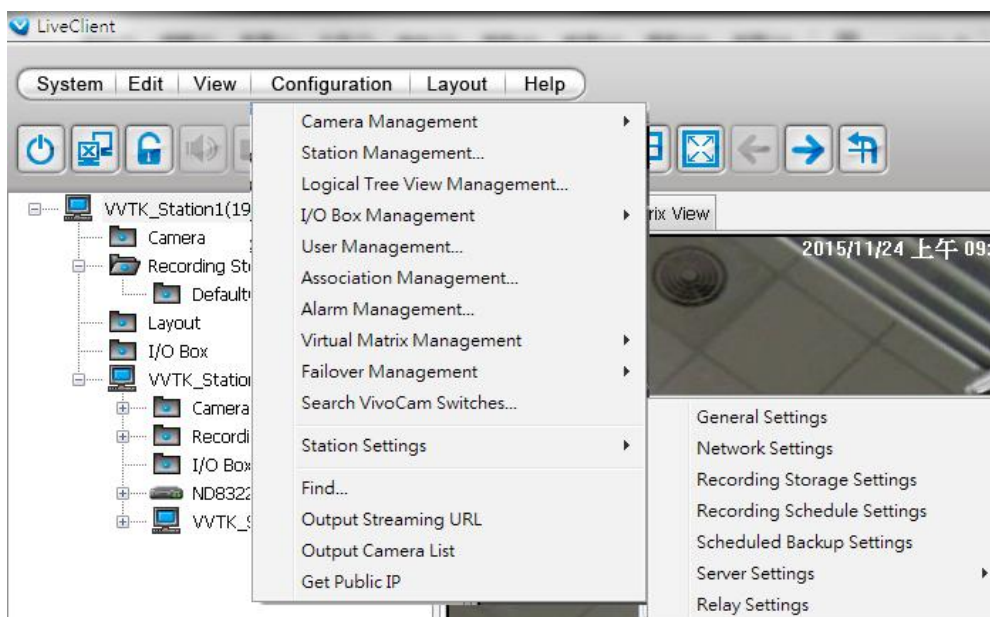 LiveClient
System Edit View Configuration Layout Help
Camera Management
Station Management...
Logical Tree View Management...
I/O Box Management
User Management...
Association Management...
Alarm Management...
Virtual Matrix Management
Failover Management
Search VivoCam Switches...
Station Settings
Find...
Output Streaming URL
Output Camera List
Get Public IP
VVTK_Station1(19
Camera
Recording St
Default
Layout
I/O Box
VVTK_Station
Camera
Recordi
I/O Box
ND8322
VVTK_S
rix View
2015/11/24 上午 09:
General Settings
Network Settings
Recording Storage Settings
Recording Schedule Settings
Scheduled Backup Settings
Server Settings
Relay Settings